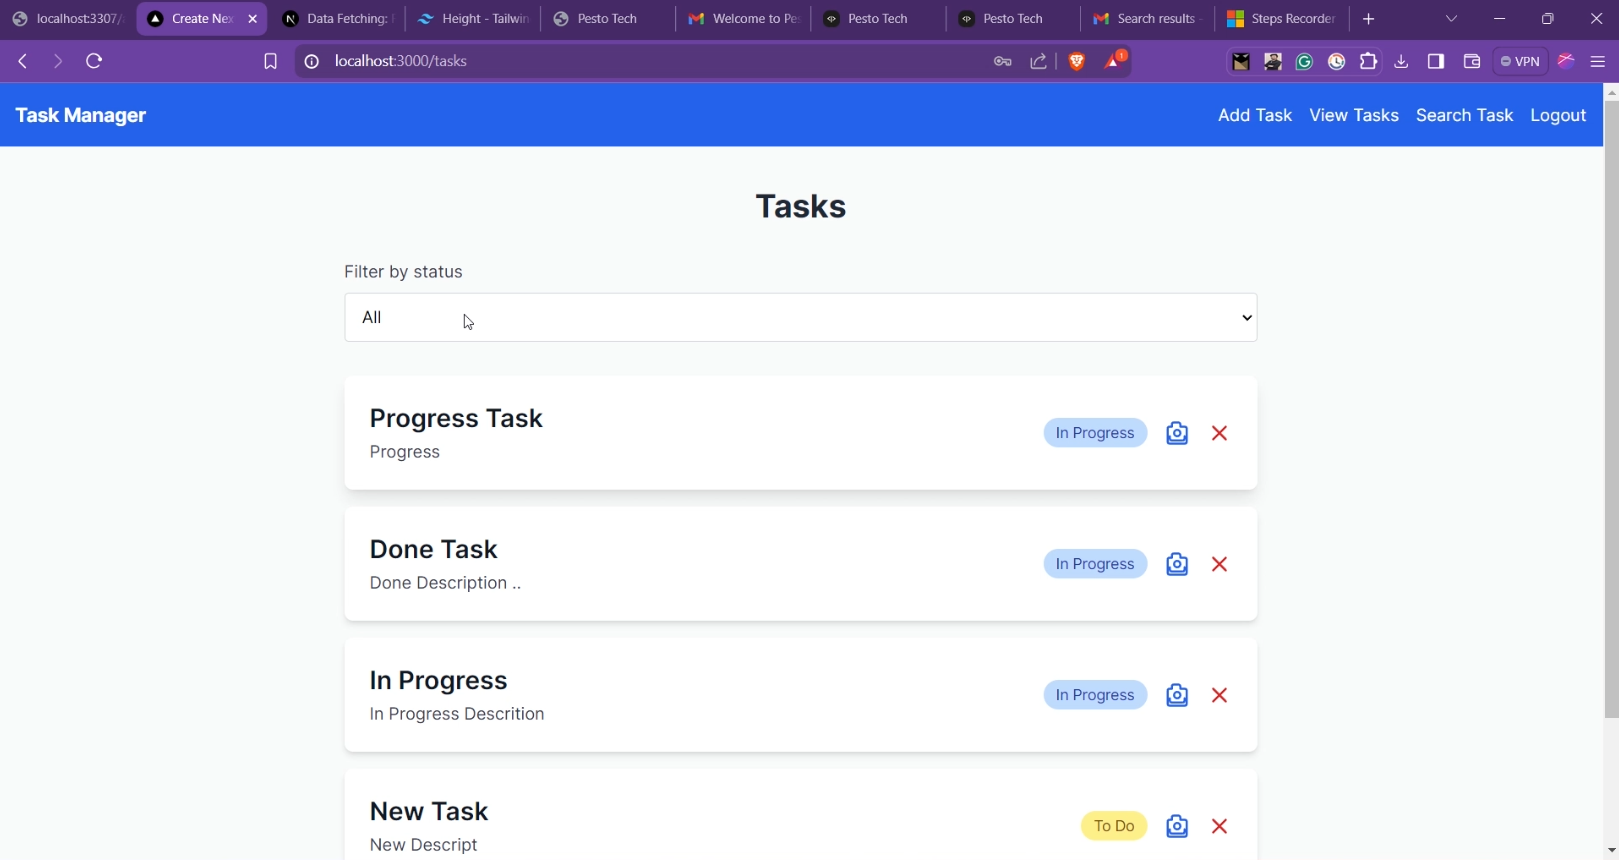 localhost:3307/
Create Nex
Data Fetching:
Height - Tailwin
Pesto Tech
Welcome to Pes
Pesto Tech
Pesto Tech
Search results -
Steps Recorder
localhost:3000/tasks
1
VPN
Task Manager
Add Task
View Tasks
Search Task
Logout
Tasks
Filter by status
All
Progress Task
Progress
In Progress
Done Task
Done Description ..
In Progress
In Progress
In Progress Descrition
In Progress
New Task
New Descript
To Do